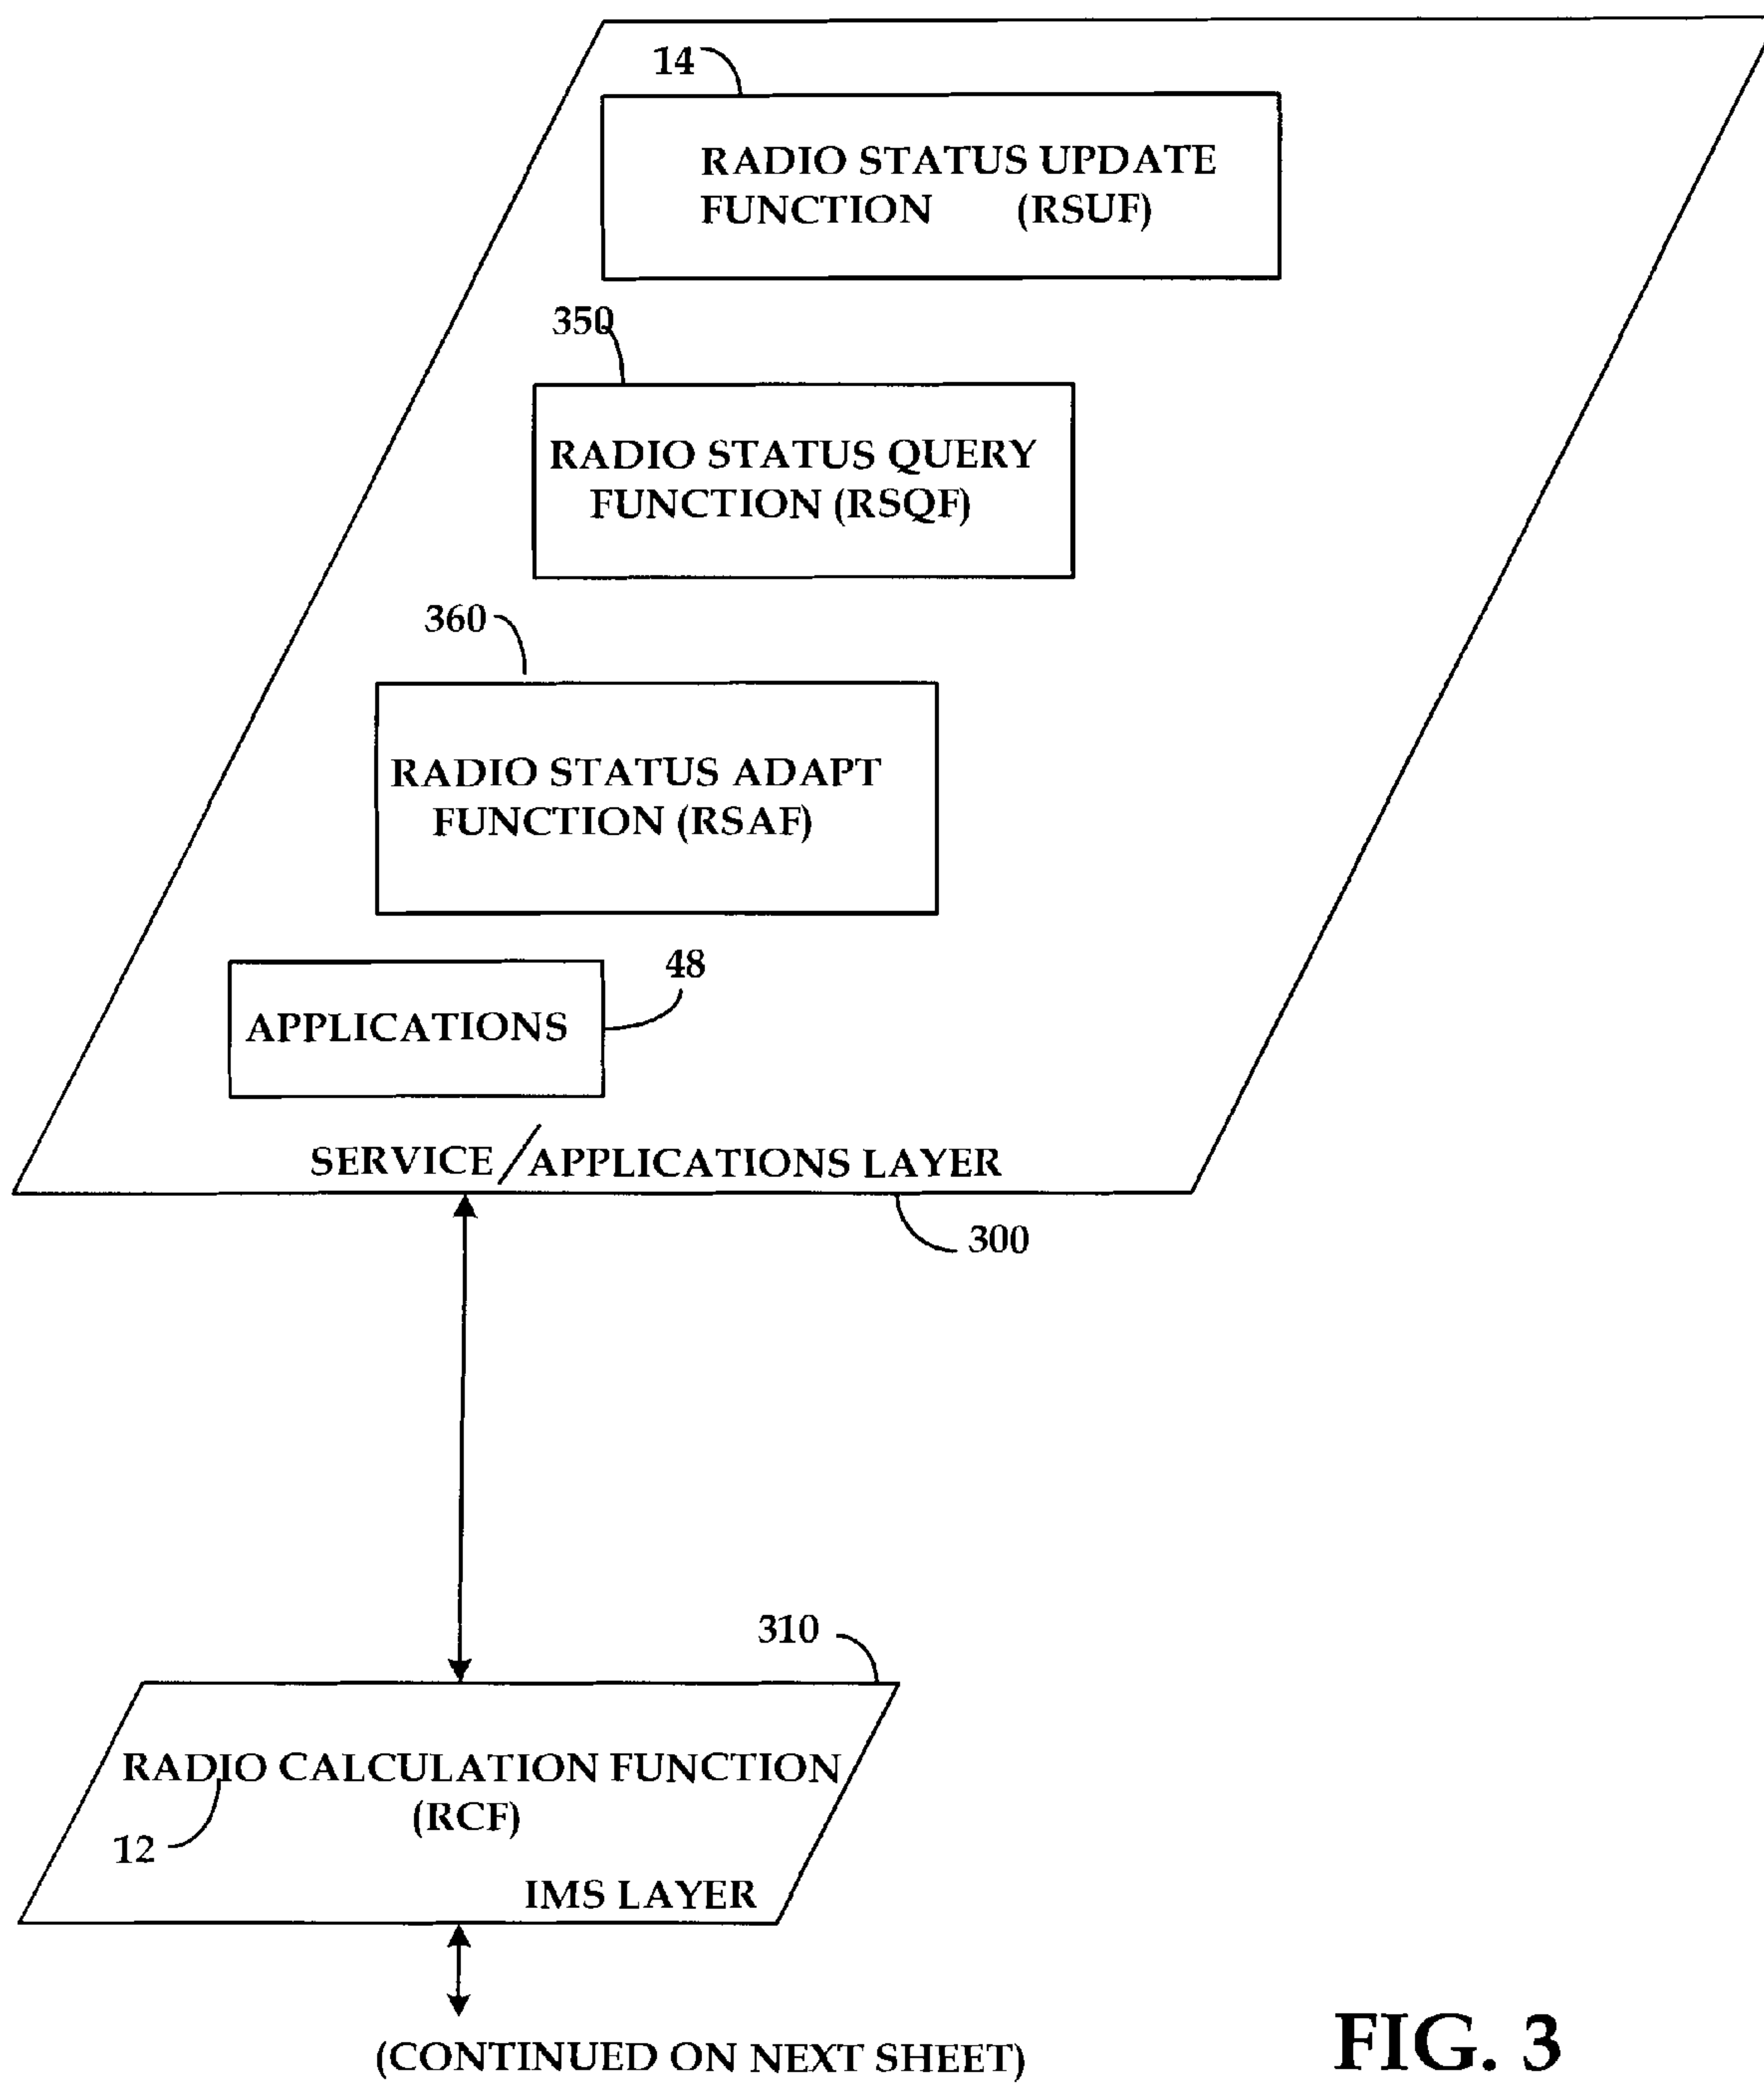 14
RADIO STATUS UPDATE
FUNCTION (RSUF)
350
RADIO STATUS QUERY
FUNCTION (RSQF)
360
RADIO STATUS ADAPT
FUNCTION (RSAF)
48
APPLICATIONS
SERVICE/APPLICATIONS LAYER
300
310
RADIO CALCULATION FUNCTION
(RCF)
12
IMS LAYER
(CONTINUED ON NEXT SHEET)
FIG. 3